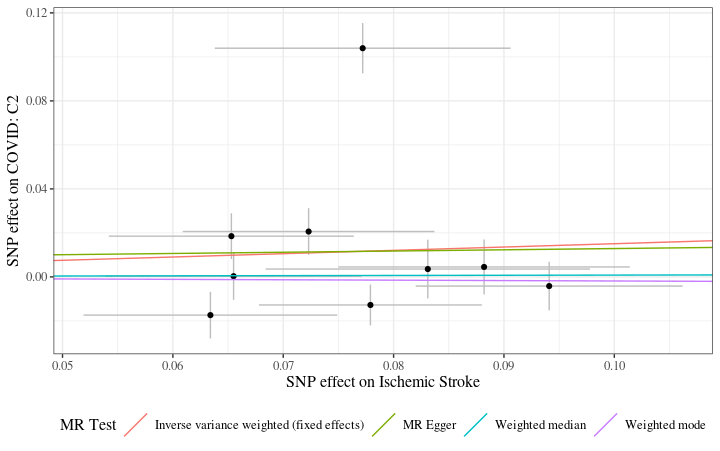 0.12
0.08
0.04
0.00
SNP effect on COVID: C2
0.05 0.06 0.07 0.08 0.09 0.10
SNP effect on Ischemic Stroke
MR Test Inverse variance weighted (fixed effects) MR Egger Weighted median Weighted mode